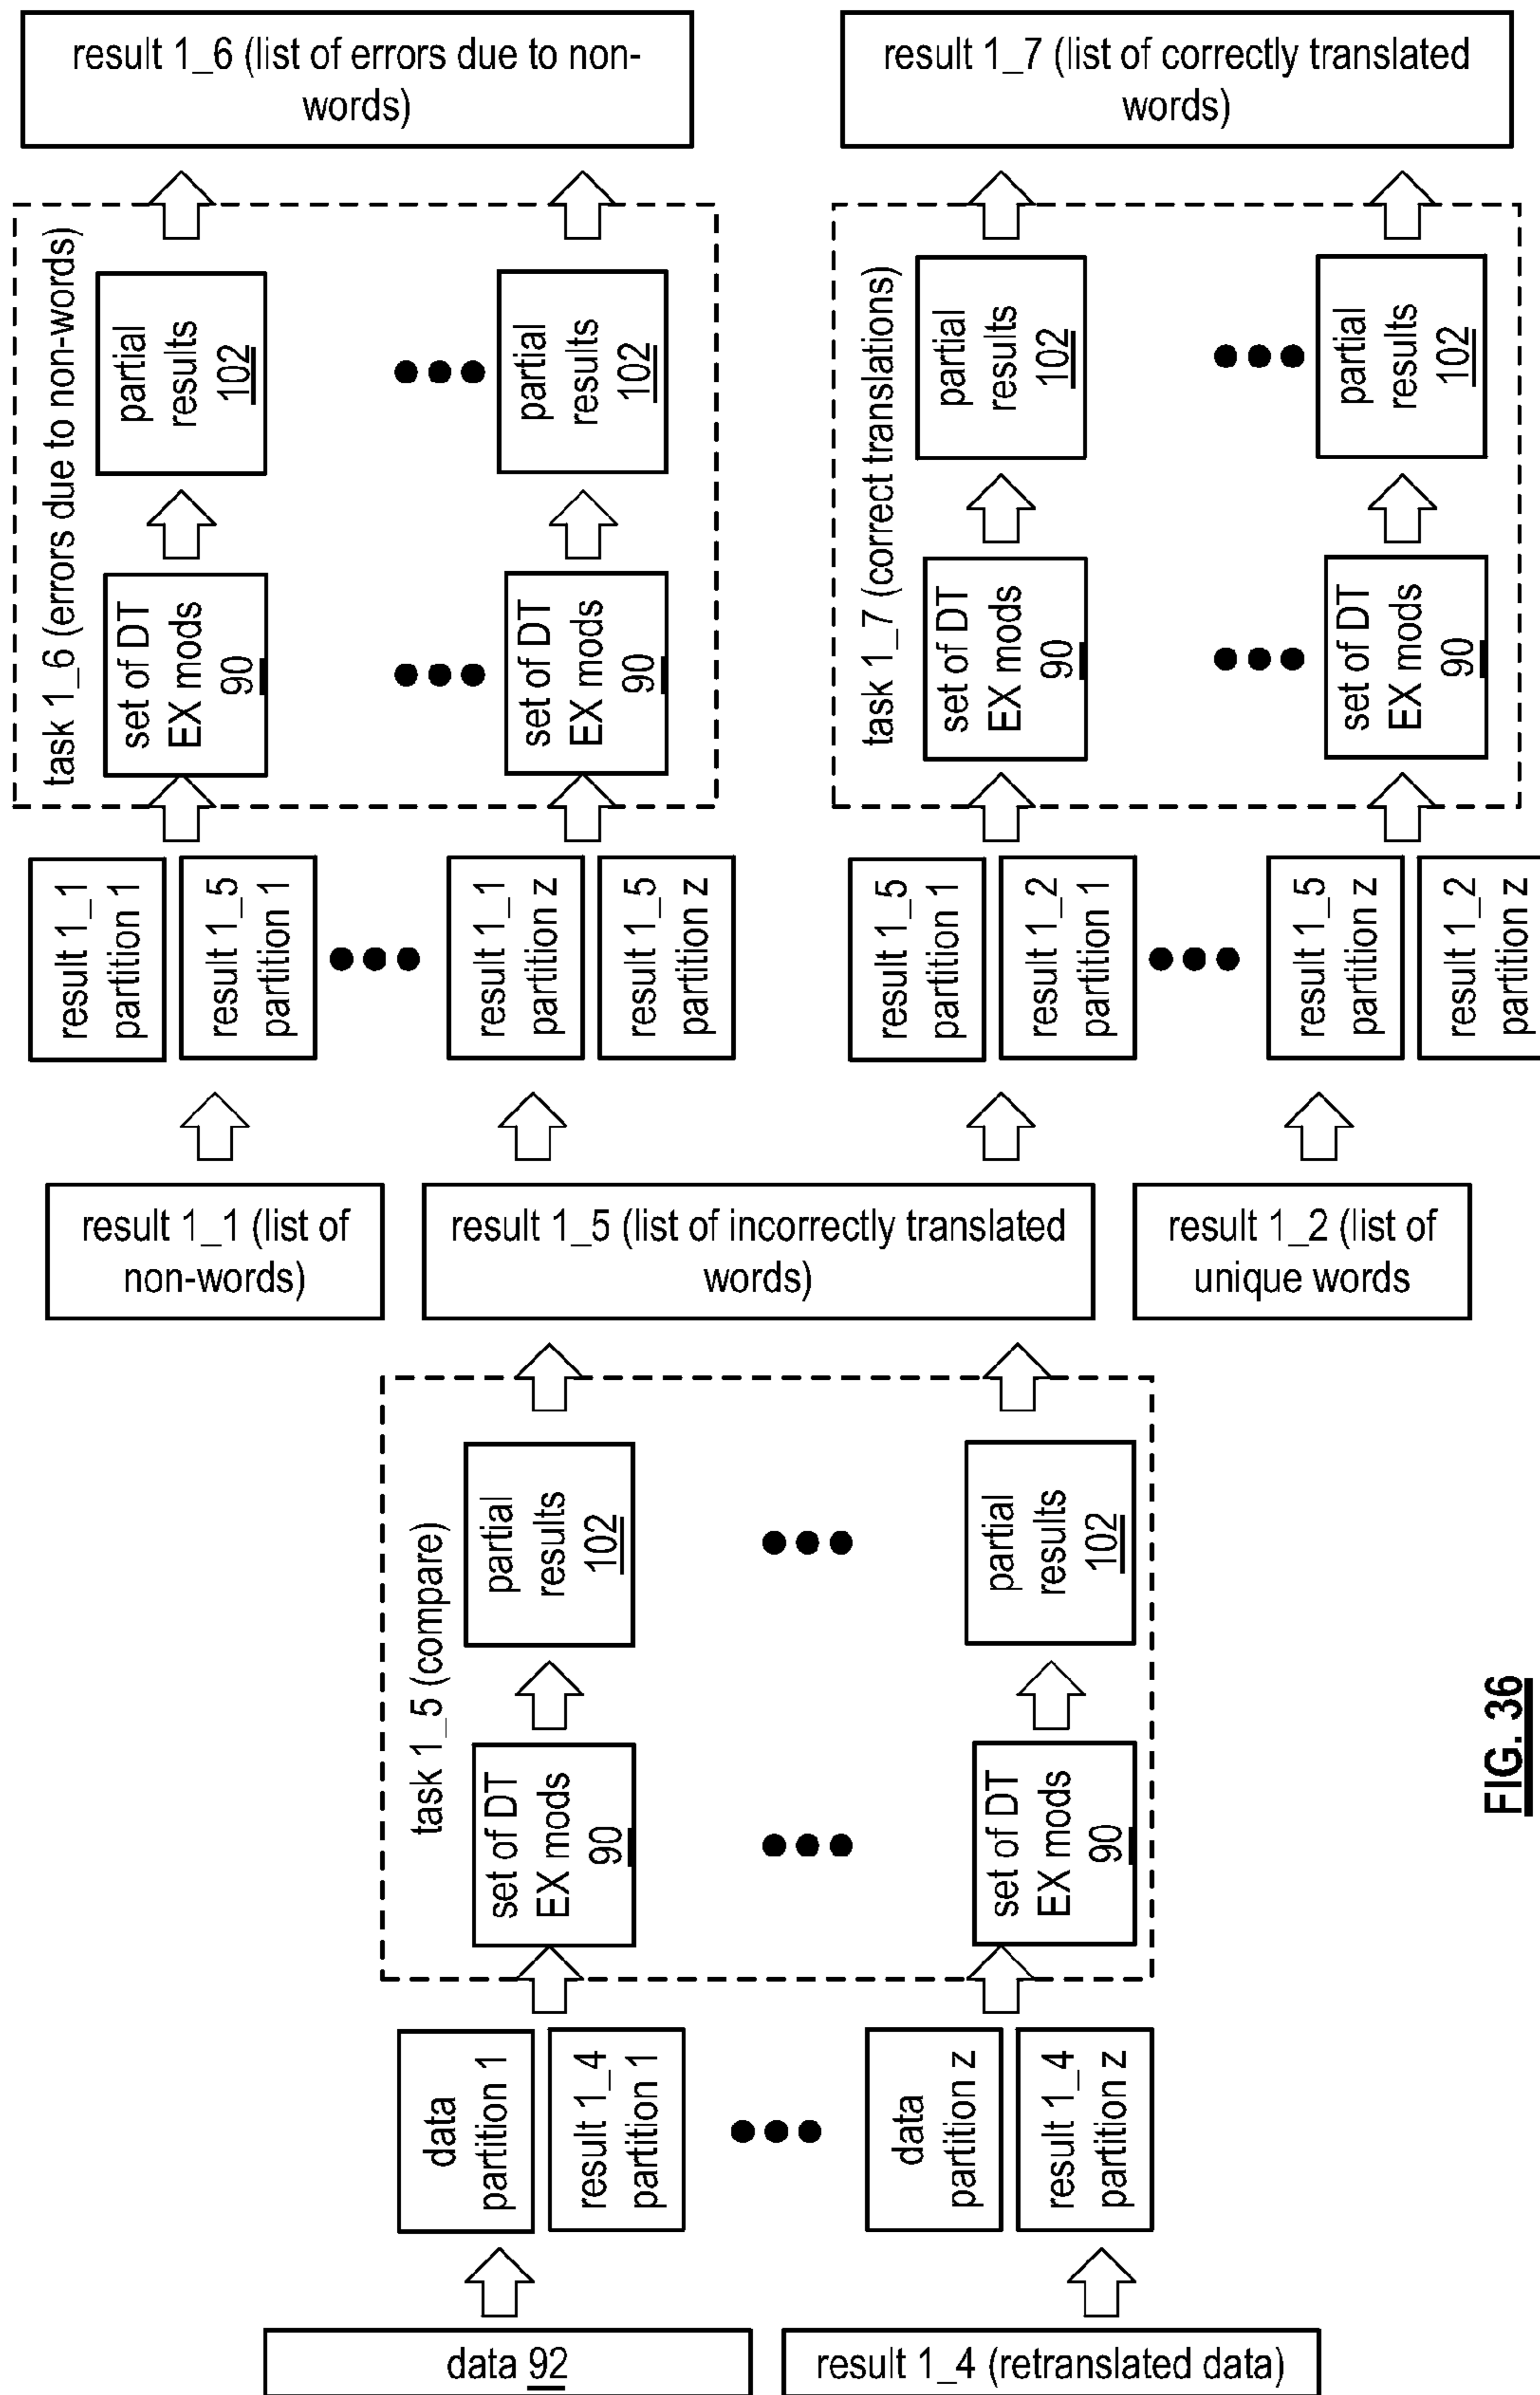 result 1_6 (list of errors due to non-
words)
result 1_7 (list of correctly translated
words)
task 1_6 (errors due to non-words)
set of DT
EX mods
90
partial
results
102
set of DT
EX mods
90
partial
results
102
task 1_7 (correct translations)
set of DT
EX mods
90
partial
results
102
set of DT
EX mods
90
partial
results
102
result 1_1
partition 1
result 1_5
partition 1
result 1_1
partition z
result 1_5
partition z
result 1_5
partition 1
result 1_2
partition 1
result 1_5
partition z
result 1_2
partition z
result 1_1 (list of
non-words)
result 1_5 (list of incorrectly translated
words)
result 1_2 (list of
unique words
task 1_5 (compare)
set of DT
EX mods
90
partial
results
102
set of DT
EX mods
90
partial
results
102
data
partition 1
result 1_4
partition 1
data
partition z
result 1_4
partition z
data 92
result 1_4 (retranslated data)
FIG. 36